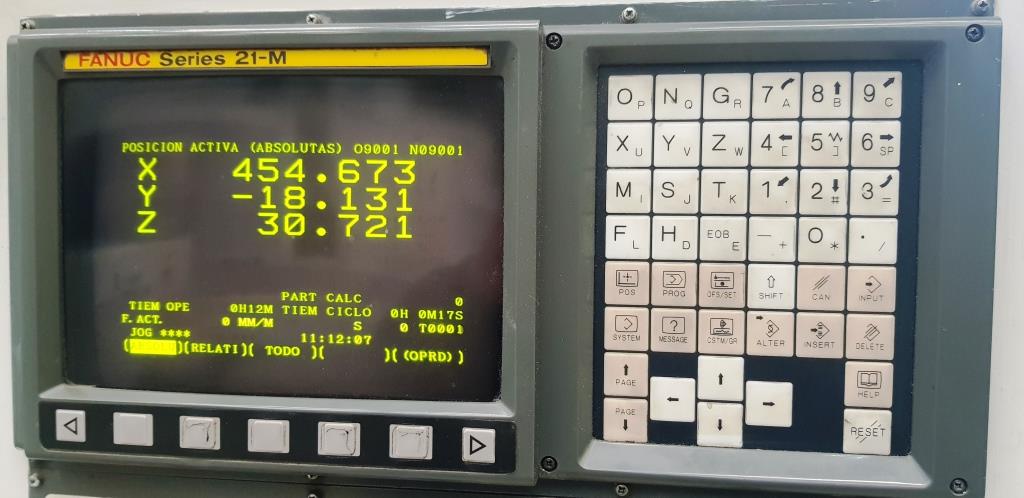 FANUC Series 21-M
POSICION ACTIVA (ABSOLUTAS) O9001 N09001
X 454.673
Y -18.131
Z 30.721
PART CALC 0
TIEM OPE 0H12M TIEM CICLO 0H 0M17S
F. ACT. 0 MM/M S 0 T0001
JOG **** 11:12:07
(ABSOLU)(RELATI)( TODO )( )( (OPRD) )
O P N Q G R 7 A 8 B 9 C
X U Y V Z W 4 [ 5 ] 6 SP
M I S J T K 1 , 2 # 3 =
F L H D EOB E - + 0 * . /
POS PROG OFS/SET SHIFT CAN INPUT
SYSTEM MESSAGE CSTM/GR ALTER INSERT DELETE
PAGE HELP
PAGE RESET